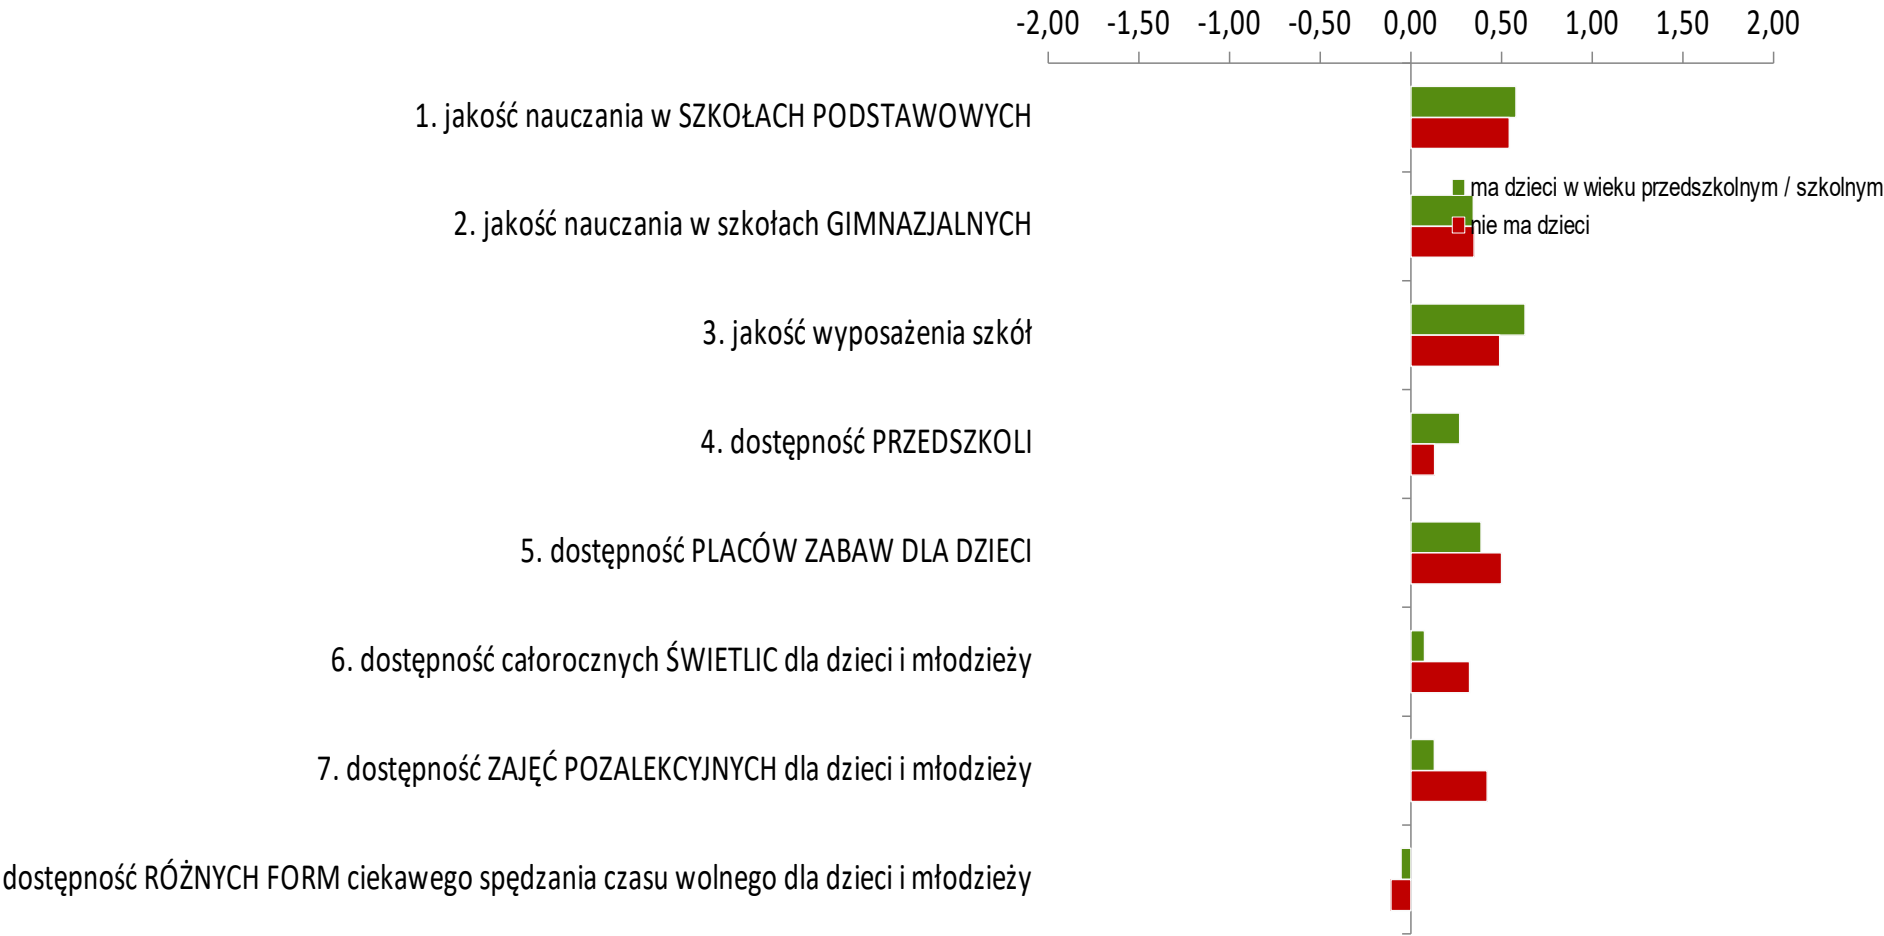 -2,00 -1,50 -1,00 -0,50 0,00 0,50 1,00 1,50 2,00
1. jakość nauczania w SZKOŁACH PODSTAWOWYCH
ma dzieci w wieku przedszkolnym / szkolnym
2. jakość nauczania w szkołach GIMNAZJALNYCH
nie ma dzieci
3. jakość wyposażenia szkół
4. dostępność PRZEDSZKOLI
5. dostępność PLACÓW ZABAW DLA DZIECI
6. dostępność całorocznych ŚWIETLIC dla dzieci i młodzieży
7. dostępność ZAJĘĆ POZALEKCYJNYCH dla dzieci i młodzieży
dostępność RÓŻNYCH FORM ciekawego spędzania czasu wolnego dla dzieci i młodzieży